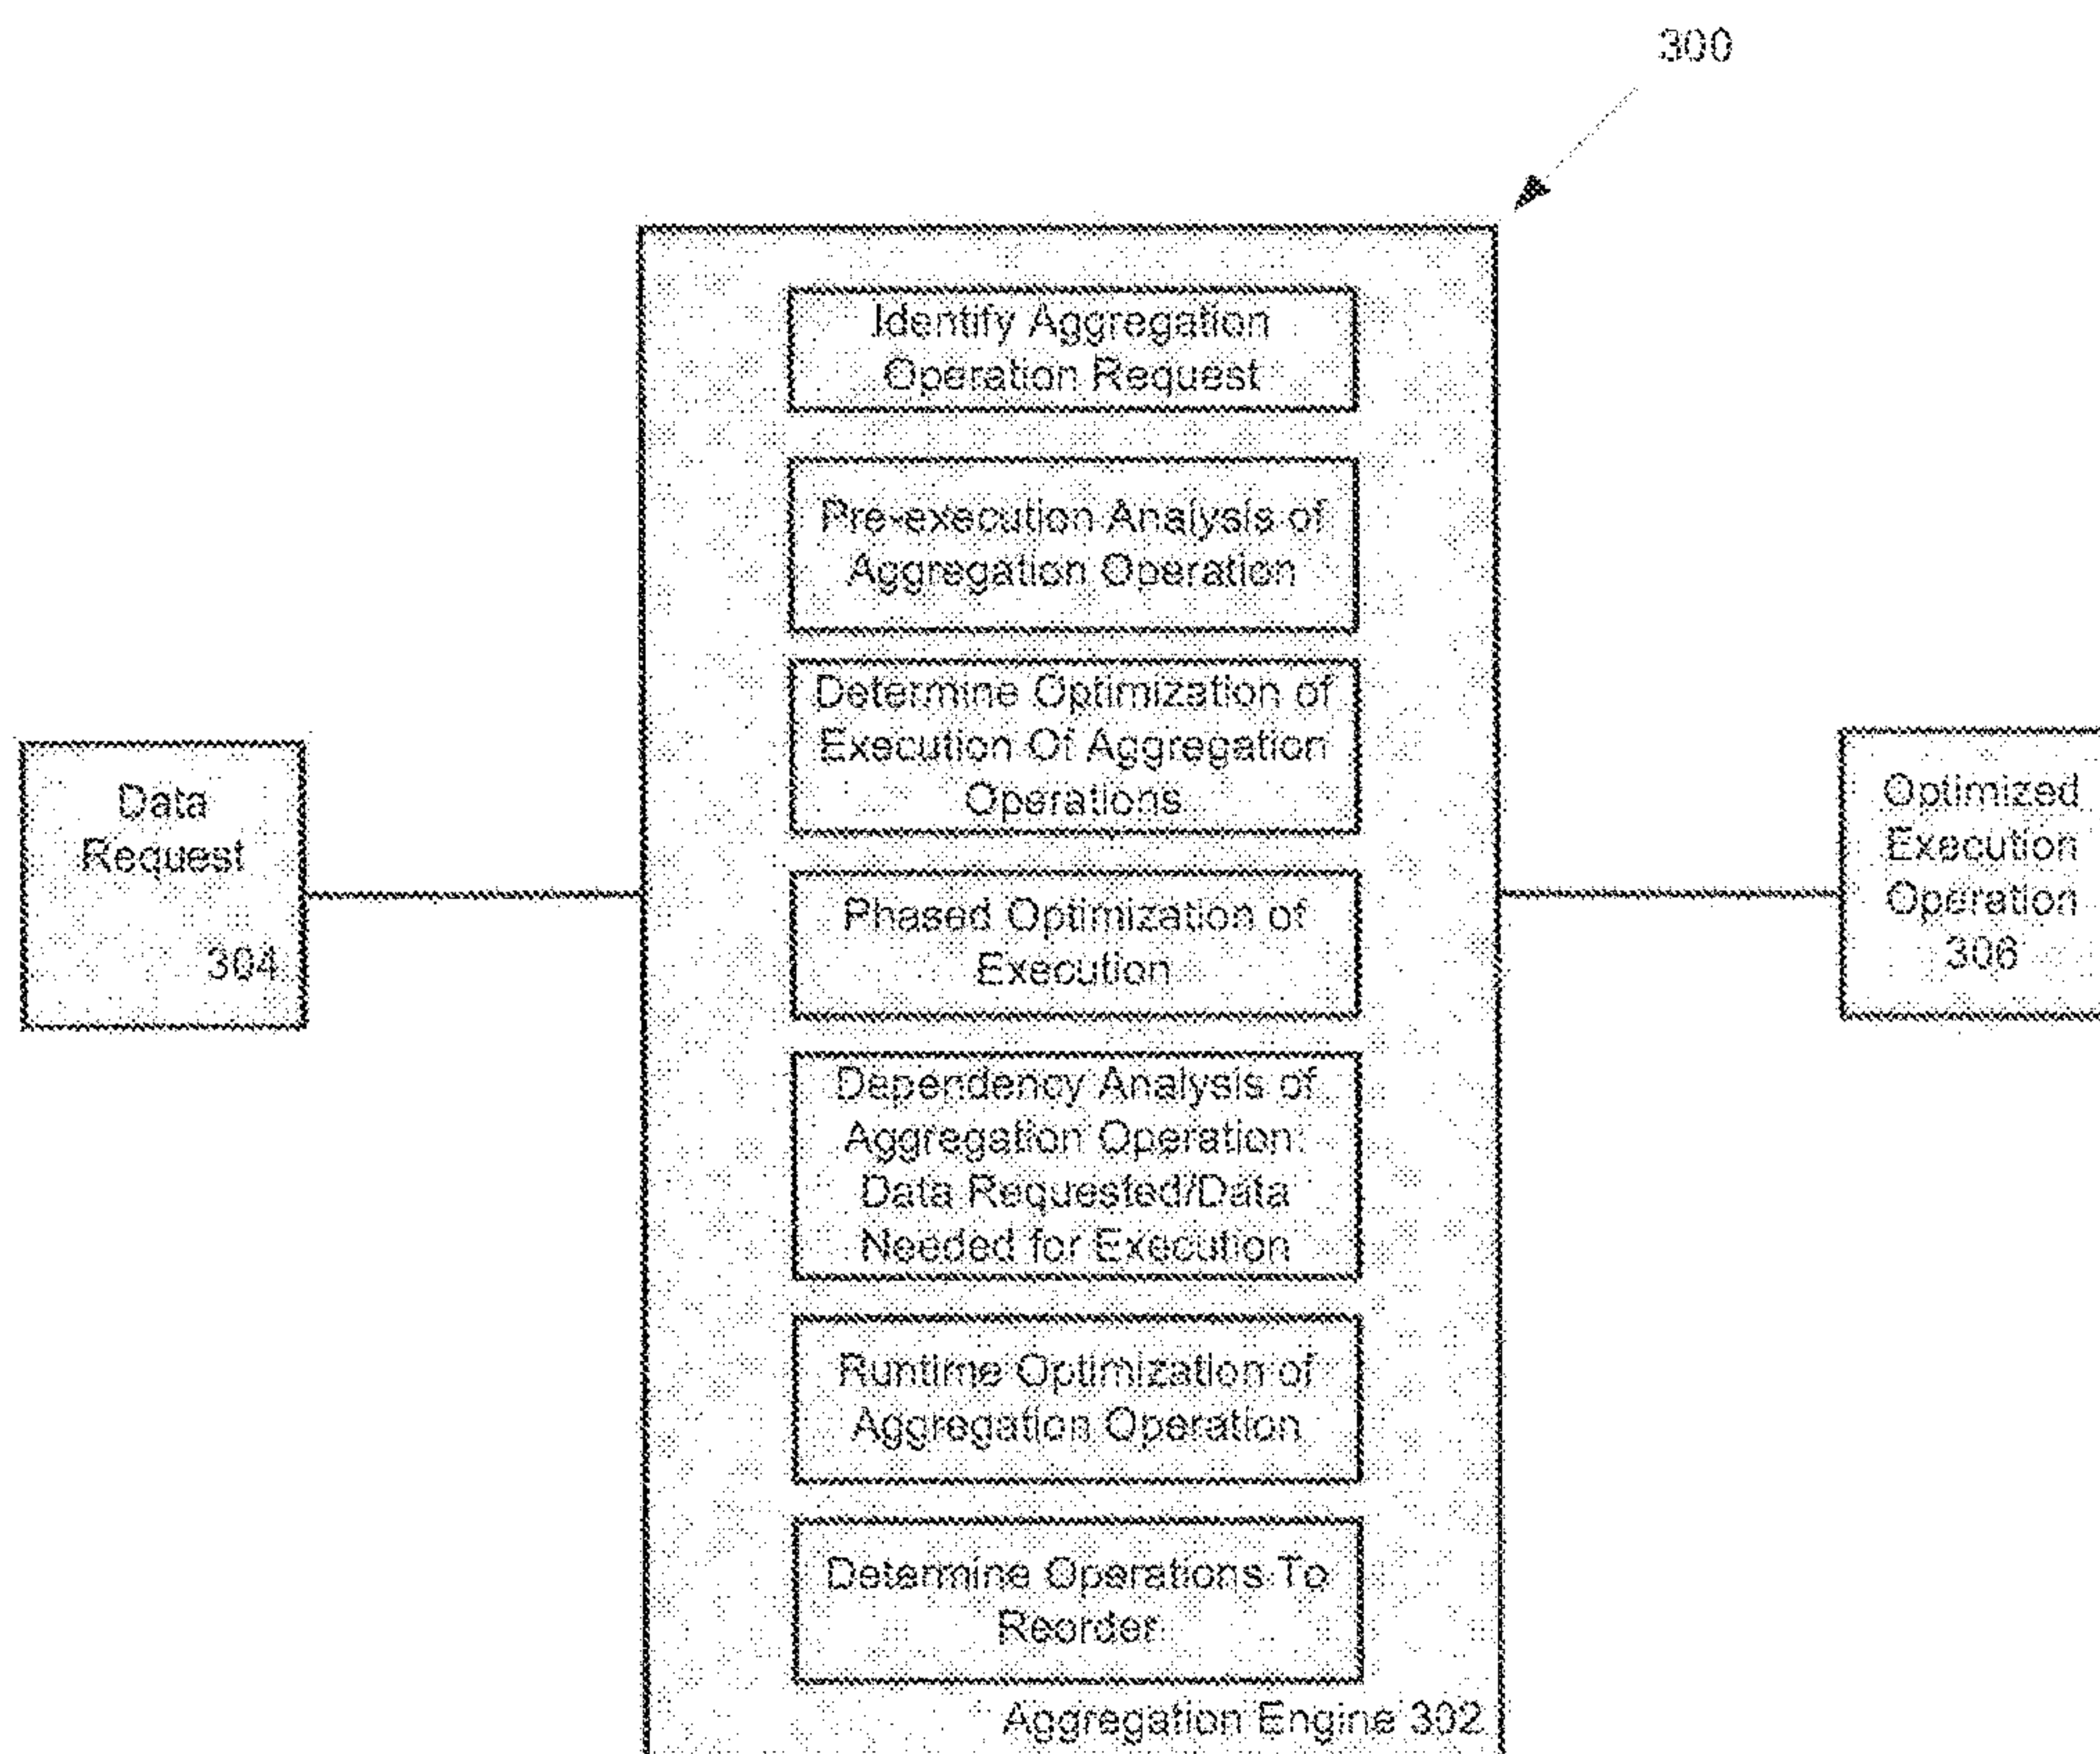 300
Identify Aggregation
Operation Request
Pre-execution Analysis of
Aggregation Operation
Determine Optimization of
Execution Of Aggregation
Operations
Phased Optimization of
Execution
Dependency Analysis of
Aggregation Operation:
Data Requested/Data
Needed for Execution
Runtime Optimization of
Aggregation Operation
Determine Operations To
Reorder
Aggregation Engine 302
Data
Request
304
Optimized
Execution
Operation
306